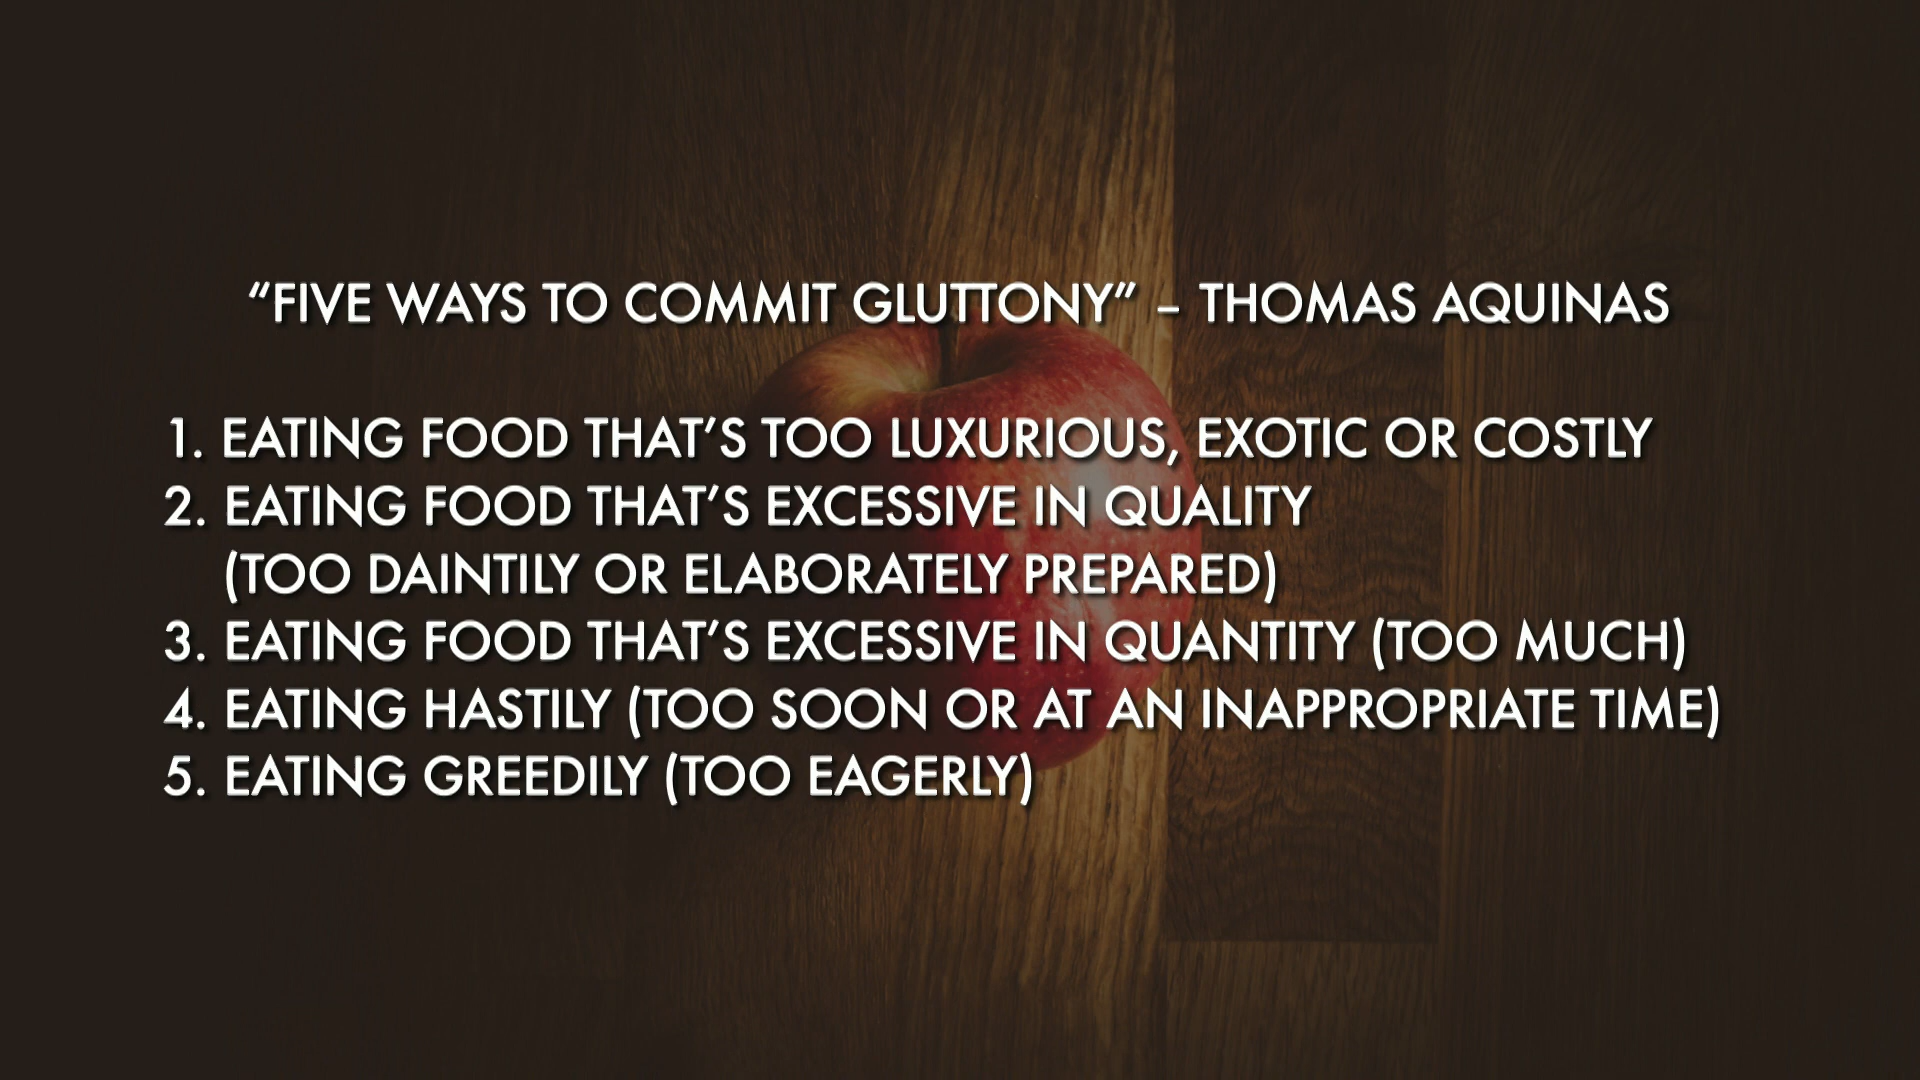 “FIVE WAYS TO COMMIT GLUTTONY” – THOMAS AQUINAS
1. EATING FOOD THAT’S TOO LUXURIOUS, EXOTIC OR COSTLY
2. EATING FOOD THAT’S EXCESSIVE IN QUALITY
(TOO DAINTILY OR ELABORATELY PREPARED)
3. EATING FOOD THAT’S EXCESSIVE IN QUANTITY (TOO MUCH)
4. EATING HASTILY (TOO SOON OR AT AN INAPPROPRIATE TIME)
5. EATING GREEDILY (TOO EAGERLY)